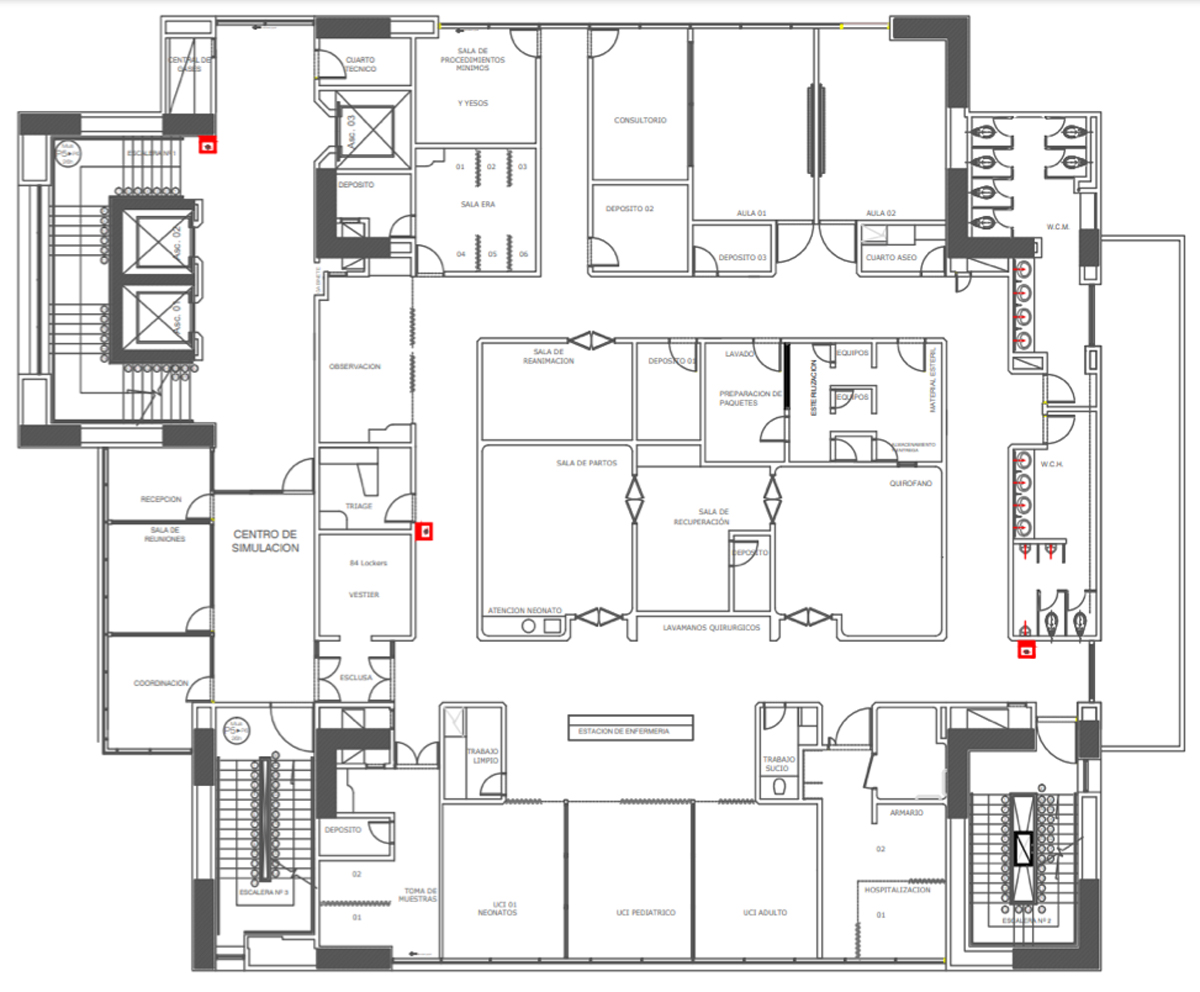 CENTRAL DE
GASES
CUARTO
TECNICO
SALA DE
PROCEDIMIENTOS
MINIMOS
Y YESOS
CONSULTORIO
Asc. 03
ESCALERA Nº 1
01
02
03
DEPOSITO
SALA ERA
DEPOSITO 02
AULA 01
AULA 02
W.C.M.
Asc. 02
04
05
06
DEPOSITO 03
CUARTO ASEO
Asc. 01
OBSERVACION
SALA DE
REANIMACION
DEPOSITO 01
LAVADO
PREPARACION DE
PAQUETES
ESTERILIZACION
EQUIPOS
EQUIPOS
MATERIAL ESTERIL
ALMACENAMIENTO
SALA DE PARTOS
W.C.H.
QUIROFANO
RECEPCION
TRIAGE
SALA DE
RECUPERACIÓN
SALA DE
REUNIONES
CENTRO DE
SIMULACION
DEPOSITO
84 Lockers
VESTIER
ATENCION NEONATO
LAVAMANOS QUIRURGICOS
COORDINACION
ESCLUSA
ESTACION DE ENFERMERIA
TRABAJO
LIMPIO
TRABAJO
SUCIO
ARMARIO
DEPOSITO
02
02
ESCALERA Nº 3
TOMA DE
MUESTRAS
01
UCI 01
NEONATOS
UCI PEDIATRICO
UCI ADULTO
HOSPITALIZACION
01
ESCALERA Nº 2